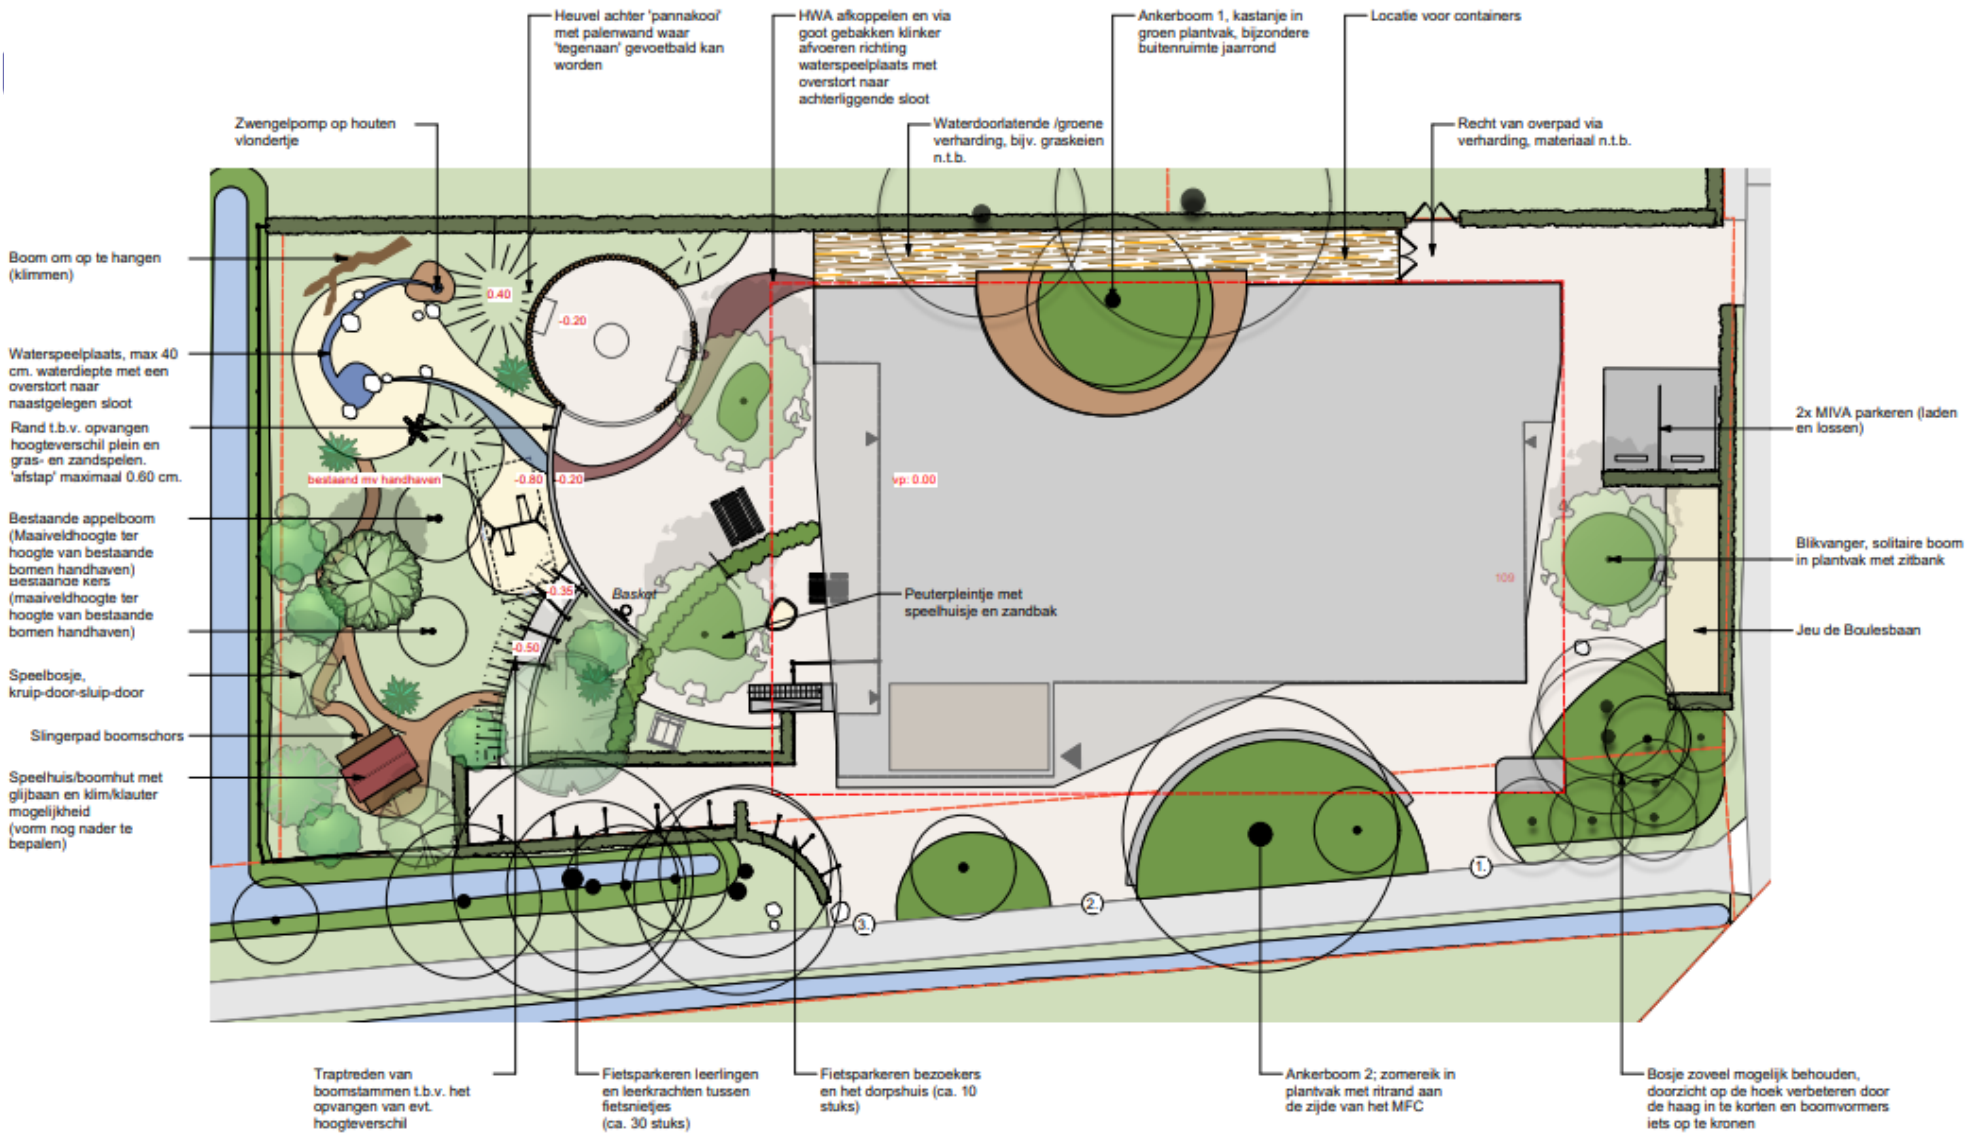 Heuvel achter 'pannakooi'
met palenwand waar
'tegenaan' gevoetbald kan
worden
HWA afkoppelen en via
goot gebakken klinker
afvoeren richting
waterspeelplaats met
overstort naar
achterliggende sloot
Ankerboom 1, kastanje in
groen plantvak, bijzondere
buitenruimte jaarrond
Locatie voor containers
Zwengelpomp op houten
vlondertje
Waterdoorlatende /groene
verharding, bijv. graskeien
n.t.b.
Recht van overpad via
verharding, materiaal n.t.b.
Boom om op te hangen
(klimmen)
Waterspeelplaats, max 40
cm. waterdiepte met een
overstort naar
naastgelegen sloot
Rand t.b.v. opvangen
hoogteverschil plein en
gras- en zandspelen.
'afstap' maximaal 0.60 cm.
Bestaande appelboom
(Maaiveldhoogte ter
hoogte van bestaande
bomen handhaven)
Bestaande kers
(maaiveldhoogte ter
hoogte van bestaande
bomen handhaven)
Speelbosje,
kruip-door-sluip-door
Slingerpad boomschors
Speelhuis/boomhut met
glijbaan en klim/klauter
mogelijkheid
(vorm nog nader te
bepalen)
0.40
-0.20
bestaand mv handhaven
-0.80
-0.20
vp: 0.00
-0.35
Basket
-0.50
109
Peuterpleintje met
speelhuisje en zandbak
2x MIVA parkeren (laden
en lossen)
Blikvanger, solitaire boom
in plantvak met zitbank
Jeu de Boulesbaan
1.
2.
3.
Traptreden van
boomstammen t.b.v. het
opvangen van evt.
hoogteverschil
Fietsparkeren leerlingen
en leerkrachten tussen
fietsnietjes
(ca. 30 stuks)
Fietsparkeren bezoekers
en het dorpshuis (ca. 10
stuks)
Ankerboom 2; zomereik in
plantvak met ritrand aan
de zijde van het MFC
Bosje zoveel mogelijk behouden,
doorzicht op de hoek verbeteren door
de haag in te korten en boomvormers
iets op te kronen